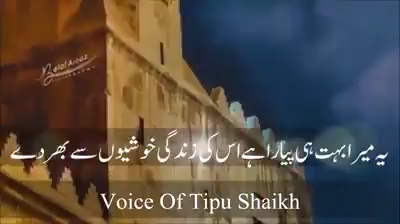 یہ میرا بہت ہی پیارا ہے اس کی زندگی خوشیوں سے بھر دے
Voice Of Tipu Shaikh